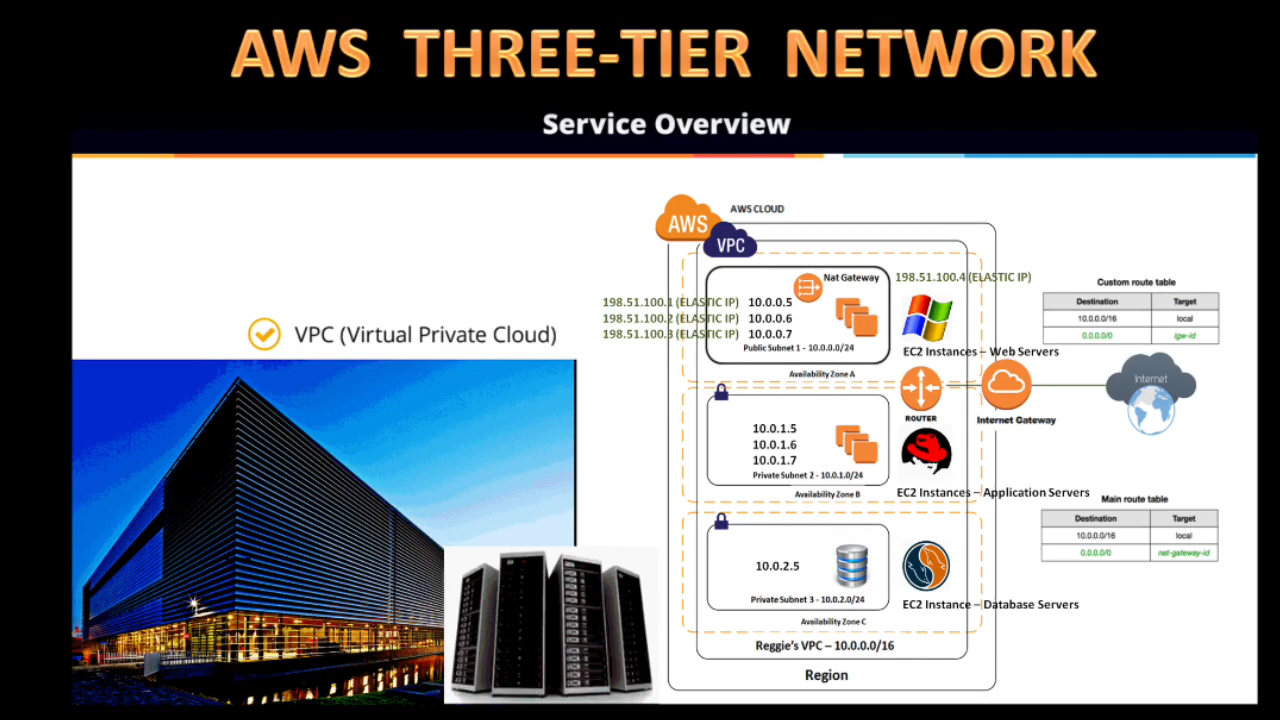 AWS THREE-TIER NETWORK
Service Overview
VPC (Virtual Private Cloud)
AWS
AWS CLOUD
VPC
Nat Gateway
198.51.100.4 (ELASTIC IP)
198.51.100.1 (ELASTIC IP) 10.0.0.5
198.51.100.2 (ELASTIC IP) 10.0.0.6
198.51.100.3 (ELASTIC IP) 10.0.0.7
Public Subnet 1 - 10.0.0.0/24
Availability Zone A
EC2 Instances – Web Servers
ROUTER
Internet Gateway
Internet
Custom route table
Destination Target
10.0.0.0/16 local
0.0.0.0/0 igw-id
10.0.1.5
10.0.1.6
10.0.1.7
Private Subnet 2 - 10.0.1.0/24
Availability Zone B
EC2 Instances – Application Servers
Main route table
Destination Target
10.0.0.0/16 local
0.0.0.0/0 nat-gateway-id
10.0.2.5
Private Subnet 3 - 10.0.2.0/24
Availability Zone C
EC2 Instance – Database Servers
Reggie's VPC – 10.0.0.0/16
Region